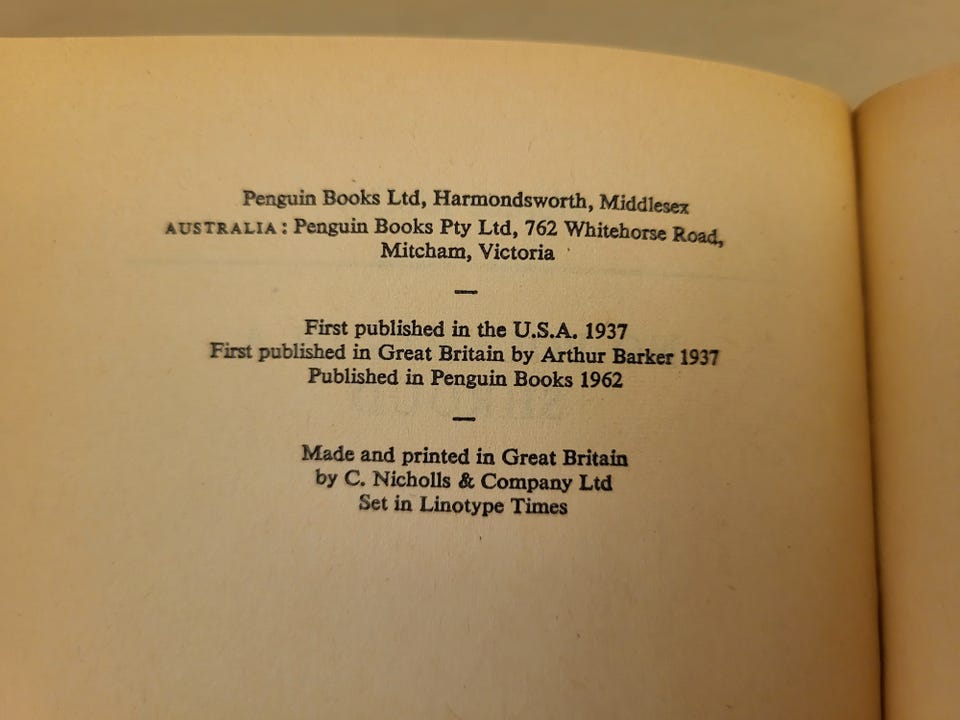 Penguin Books Ltd, Harmondsworth, Middlesex
AUSTRALIA: Penguin Books Pty Ltd, 762 Whitehorse Road,
Mitcham, Victoria
—
First published in the U.S.A. 1937
First published in Great Britain by Arthur Barker 1937
Published in Penguin Books 1962
—
Made and printed in Great Britain
by C. Nicholls & Company Ltd
Set in Linotype Times